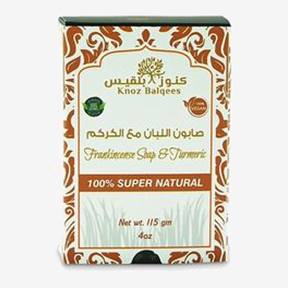 كنوز بلقيس
Knoz Balqees
VEGAN
صابون اللبان مع الكركم
Frankincense Soap & Turmeric
100% SUPER NATURAL
Net wt. 115 gm
4oz